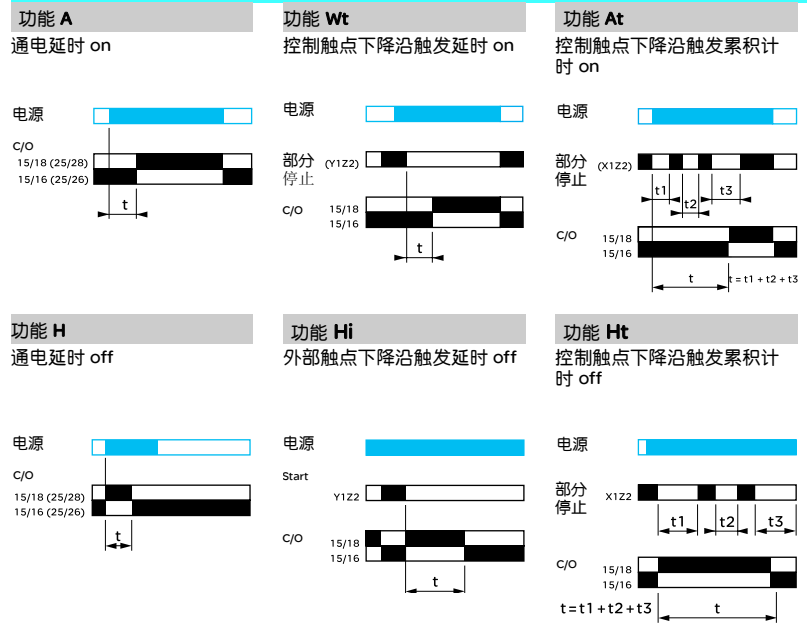 功能 A
通电延时 on
电源
C/O
15/18 (25/28)
15/16 (25/26)
t
功能 Wt
控制触点下降沿触发延时 on
电源
部分 (Y1Z2)
停止
C/O 15/18
15/16
t
功能 At
控制触点下降沿触发累积计
时 on
电源
部分 (X1Z2)
停止
t1 t3
t2
C/O 15/18
15/16
t t = t1 + t2 + t3
功能 H
通电延时 off
电源
C/O
15/18 (25/28)
15/16 (25/26)
t
功能 Hi
外部触点下降沿触发延时 off
电源
Start
Y1Z2
C/O 15/18
15/16
t
功能 Ht
控制触点下降沿触发累积计
时 off
电源
部分 X1Z2
停止
t1 t2 t3
C/O 15/18
15/16
t=t1+t2+t3 t